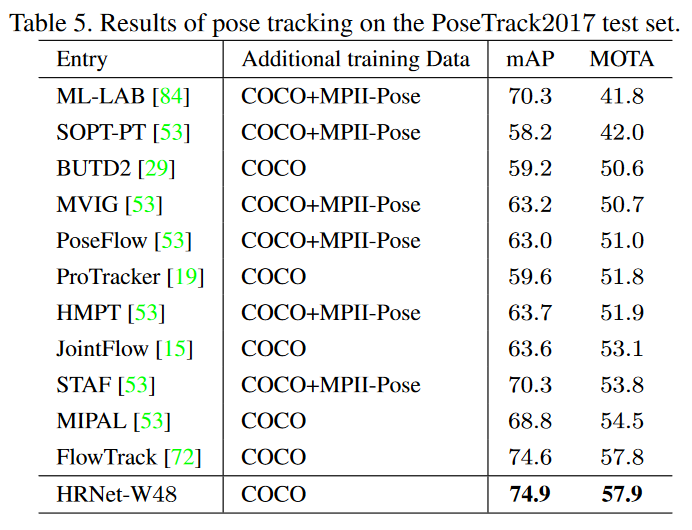 Table 5. Results of pose tracking on the PoseTrack2017 test set.
Entry Additional training Data mAP MOTA
ML-LAB [84] COCO+MPII-Pose 70.3 41.8
SOPT-PT [53] COCO+MPII-Pose 58.2 42.0
BUTD2 [29] COCO 59.2 50.6
MVIG [53] COCO+MPII-Pose 63.2 50.7
PoseFlow [53] COCO+MPII-Pose 63.0 51.0
ProTracker [19] COCO 59.6 51.8
HMPT [53] COCO+MPII-Pose 63.7 51.9
JointFlow [15] COCO 63.6 53.1
STAF [53] COCO+MPII-Pose 70.3 53.8
MIPAL [53] COCO 68.8 54.5
FlowTrack [72] COCO 74.6 57.8
HRNet-W48 COCO 74.9 57.9